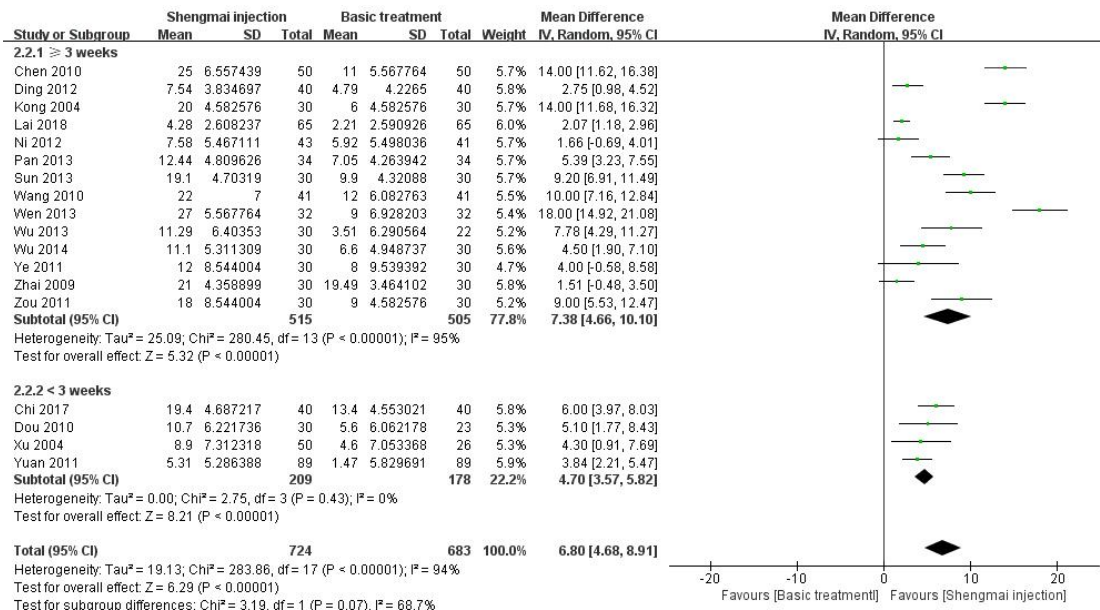 Shengmai injection Basic treatment Mean Difference Mean Difference
Study or Subgroup Mean SD Total Mean SD Total Weight IV, Random, 95% CI IV, Random, 95% CI
2.2.1 ≥ 3 weeks
Chen 2010 25 6.557439 50 11 5.567764 50 5.7% 14.00 [11.62, 16.38]
Ding 2012 7.54 3.834697 40 4.79 4.2265 40 5.8% 2.75 [0.98, 4.52]
Kong 2004 20 4.582576 30 6 4.582576 30 5.7% 14.00 [11.68, 16.32]
Lai 2018 4.28 2.608237 65 2.21 2.590926 65 6.0% 2.07 [1.18, 2.96]
Ni 2012 7.58 5.467111 43 5.92 5.498036 41 5.7% 1.66 [-0.69, 4.01]
Pan 2013 12.44 4.809626 34 7.05 4.263942 34 5.7% 5.39 [3.23, 7.55]
Sun 2013 19.1 4.70319 30 9.9 4.32088 30 5.7% 9.20 [6.91, 11.49]
Wang 2010 22 7 41 12 6.082763 41 5.5% 10.00 [7.16, 12.84]
Wen 2013 27 5.567764 32 9 6.928203 32 5.4% 18.00 [14.92, 21.08]
Wu 2013 11.29 6.40353 30 3.51 6.290564 22 5.2% 7.78 [4.29, 11.27]
Wu 2014 11.1 5.311309 30 6.6 4.948737 30 5.6% 4.50 [1.90, 7.10]
Ye 2011 12 8.544004 30 8 9.539392 30 4.7% 4.00 [-0.58, 8.58]
Zhai 2009 21 4.358899 30 19.49 3.464102 30 5.8% 1.51 [-0.48, 3.50]
Zou 2011 18 8.544004 30 9 4.582576 30 5.2% 9.00 [5.53, 12.47]
Subtotal (95% CI) 515 505 77.8% 7.38 [4.66, 10.10]
Heterogeneity: Tau² = 25.09; Chi² = 280.45, df = 13 (P < 0.00001); I² = 95%
Test for overall effect: Z = 5.32 (P < 0.00001)
2.2.2 < 3 weeks
Chi 2017 19.4 4.687217 40 13.4 4.553021 40 5.8% 6.00 [3.97, 8.03]
Dou 2010 10.7 6.221736 30 5.6 6.062178 23 5.3% 5.10 [1.77, 8.43]
Xu 2004 8.9 7.312318 50 4.6 7.053368 26 5.3% 4.30 [0.91, 7.69]
Yuan 2011 5.31 5.286388 89 1.47 5.829691 89 5.9% 3.84 [2.21, 5.47]
Subtotal (95% CI) 209 178 22.2% 4.70 [3.57, 5.82]
Heterogeneity: Tau² = 0.00; Chi² = 2.75, df = 3 (P = 0.43); I² = 0%
Test for overall effect: Z = 8.21 (P < 0.00001)
Total (95% CI) 724 683 100.0% 6.80 [4.68, 8.91]
Heterogeneity: Tau² = 19.13; Chi² = 283.86, df = 17 (P < 0.00001); I² = 94%
Test for overall effect: Z = 6.29 (P < 0.00001)
Test for subgroup differences: Chi² = 3.19, df = 1 (P = 0.07), I² = 68.7%
-20 -10 0 10 20
Favours [Basic treatmentl] Favours [Shengmai injection]